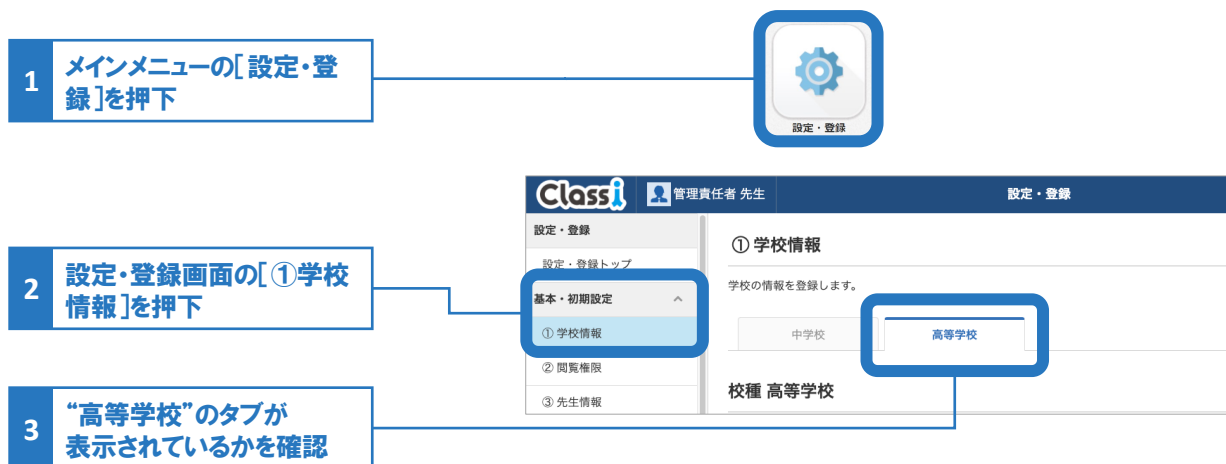 1
メインメニューの[設定・登
録]を押下
設定・登録
Classi
管理責任者 先生
設定・登録
設定・登録
設定・登録トップ
基本・初期設定
① 学校情報
② 閲覧権限
③ 先生情報
① 学校情報
学校の情報を登録します。
中学校
高等学校
校種 高等学校
2
設定・登録画面の[①学校
情報]を押下
3
“高等学校”のタブが
表示されているかを確認